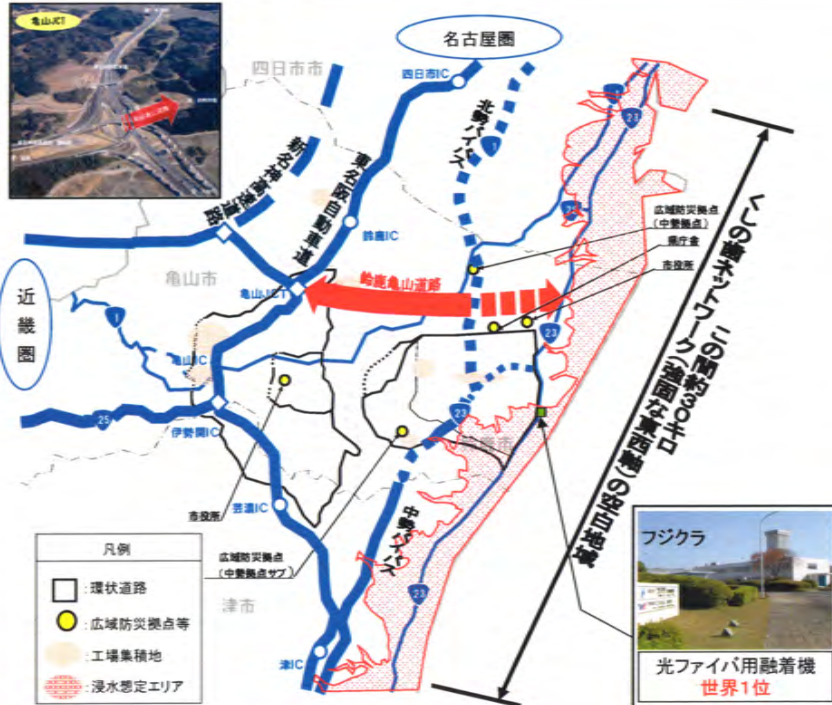 亀山JCT
名古屋圏
四日市市
四日市IC
北勢バイパス
1
1
23
新名神高速道路
東名阪自動車道
広域防災拠点
(中勢拠点)
県庁舎
市役所
鈴鹿IC
亀山市
鈴鹿亀山道路
亀山JCT
近畿圏
1
亀山IC
23
25
伊勢関IC
23
くしの歯ネットワーク(強固な東西軸)の空白地域
この間約30キロ
市役所
芸濃IC
広域防災拠点
(中勢拠点サブ)
中勢バイパス
23
津市
津IC
凡例
:環状道路
:広域防災拠点等
:工場集積地
:浸水想定エリア
フジクラ
光ファイバ用融着機
世界1位